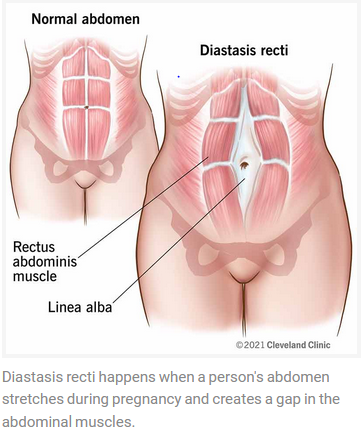 Normal abdomen
Diastasis recti
Rectus
abdominis
muscle
Linea alba
©2021 Cleveland Clinic
Diastasis recti happens when a person's abdomen
stretches during pregnancy and creates a gap in the
abdominal muscles.